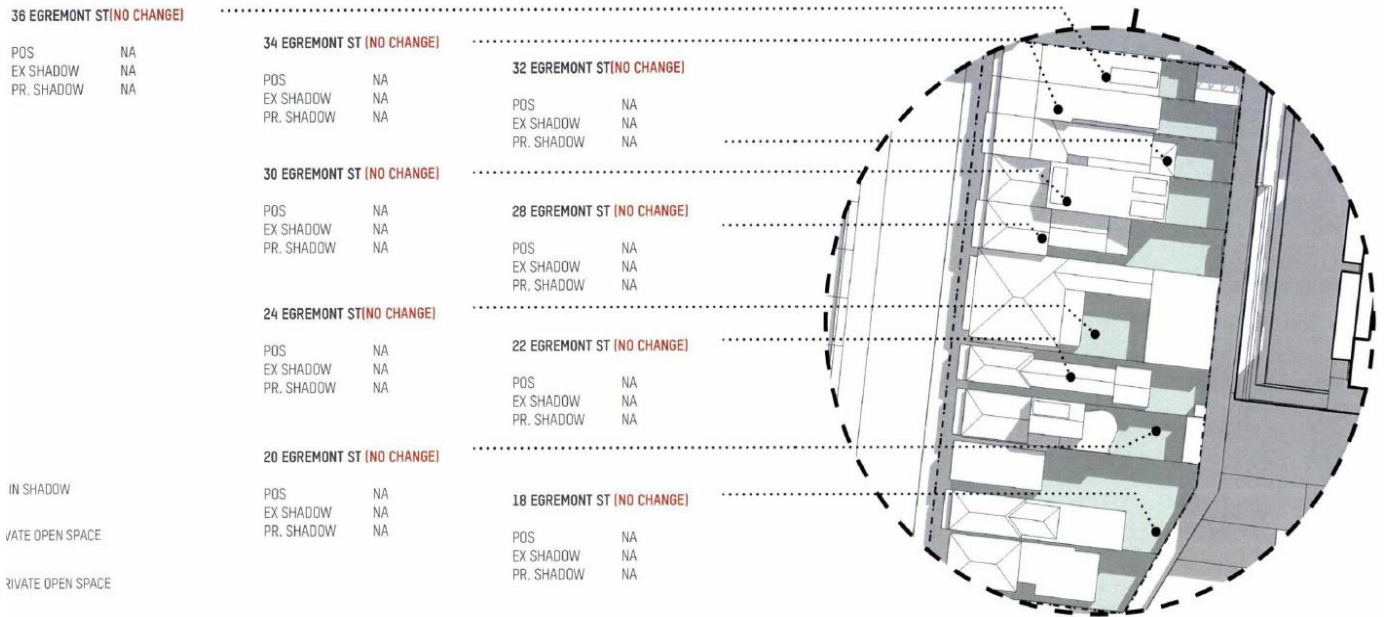 36 EGREMONT ST(NO CHANGE)
POS NA
EX SHADOW NA
PR. SHADOW NA
34 EGREMONT ST (NO CHANGE)
POS NA
EX SHADOW NA
PR. SHADOW NA
32 EGREMONT ST(NO CHANGE)
POS NA
EX SHADOW NA
PR. SHADOW NA
30 EGREMONT ST (NO CHANGE)
POS NA
EX SHADOW NA
PR. SHADOW NA
28 EGREMONT ST (NO CHANGE)
POS NA
EX SHADOW NA
PR. SHADOW NA
24 EGREMONT ST(NO CHANGE)
POS NA
EX SHADOW NA
PR. SHADOW NA
22 EGREMONT ST (NO CHANGE)
POS NA
EX SHADOW NA
PR. SHADOW NA
20 EGREMONT ST (NO CHANGE)
POS NA
EX SHADOW NA
PR. SHADOW NA
18 EGREMONT ST (NO CHANGE)
POS NA
EX SHADOW NA
PR. SHADOW NA
IN SHADOW
VATE OPEN SPACE
RIVATE OPEN SPACE